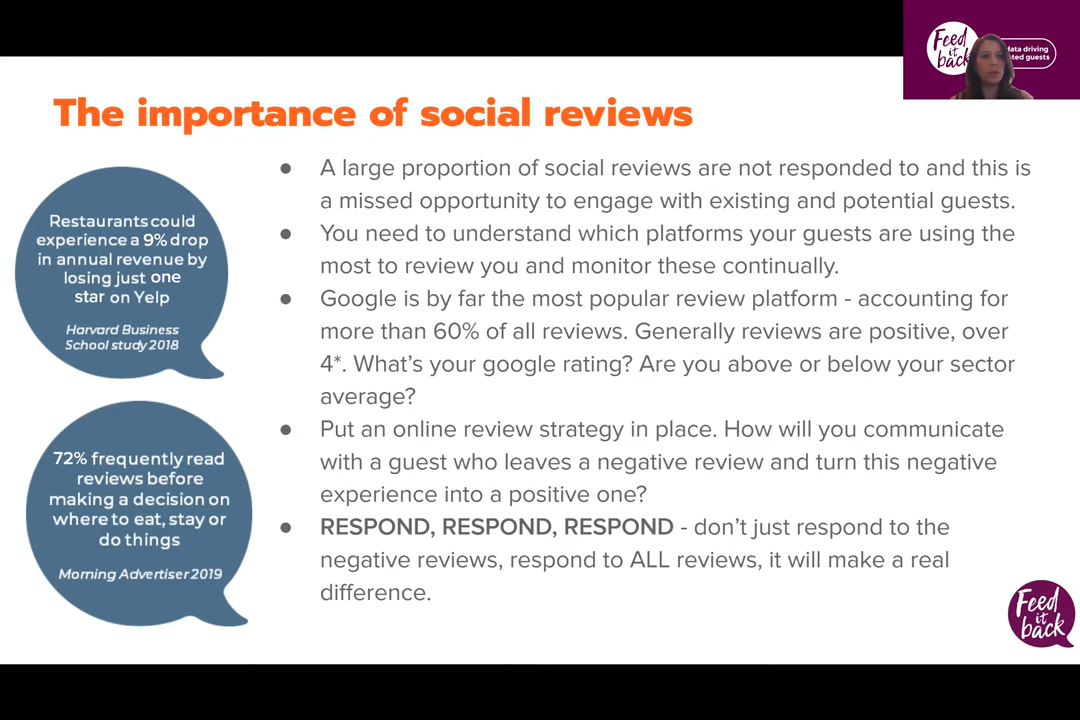 Feed
it
back
data driving
ted guests
The importance of social reviews
Restaurants could
experience a 9% drop
in annual revenue by
losing just one
star on Yelp
Harvard Business
School study 2018
72% frequently read
reviews before
making a decision on
where to eat, stay or
do things
Morning Advertiser 2019
● A large proportion of social reviews are not responded to and this is
a missed opportunity to engage with existing and potential guests.
● You need to understand which platforms your guests are using the
most to review you and monitor these continually.
● Google is by far the most popular review platform - accounting for
more than 60% of all reviews. Generally reviews are positive, over
4*. What's your google rating? Are you above or below your sector
average?
● Put an online review strategy in place. How will you communicate
with a guest who leaves a negative review and turn this negative
experience into a positive one?
● RESPOND, RESPOND, RESPOND - don't just respond to the
negative reviews, respond to ALL reviews, it will make a real
difference.
Feed
it
back